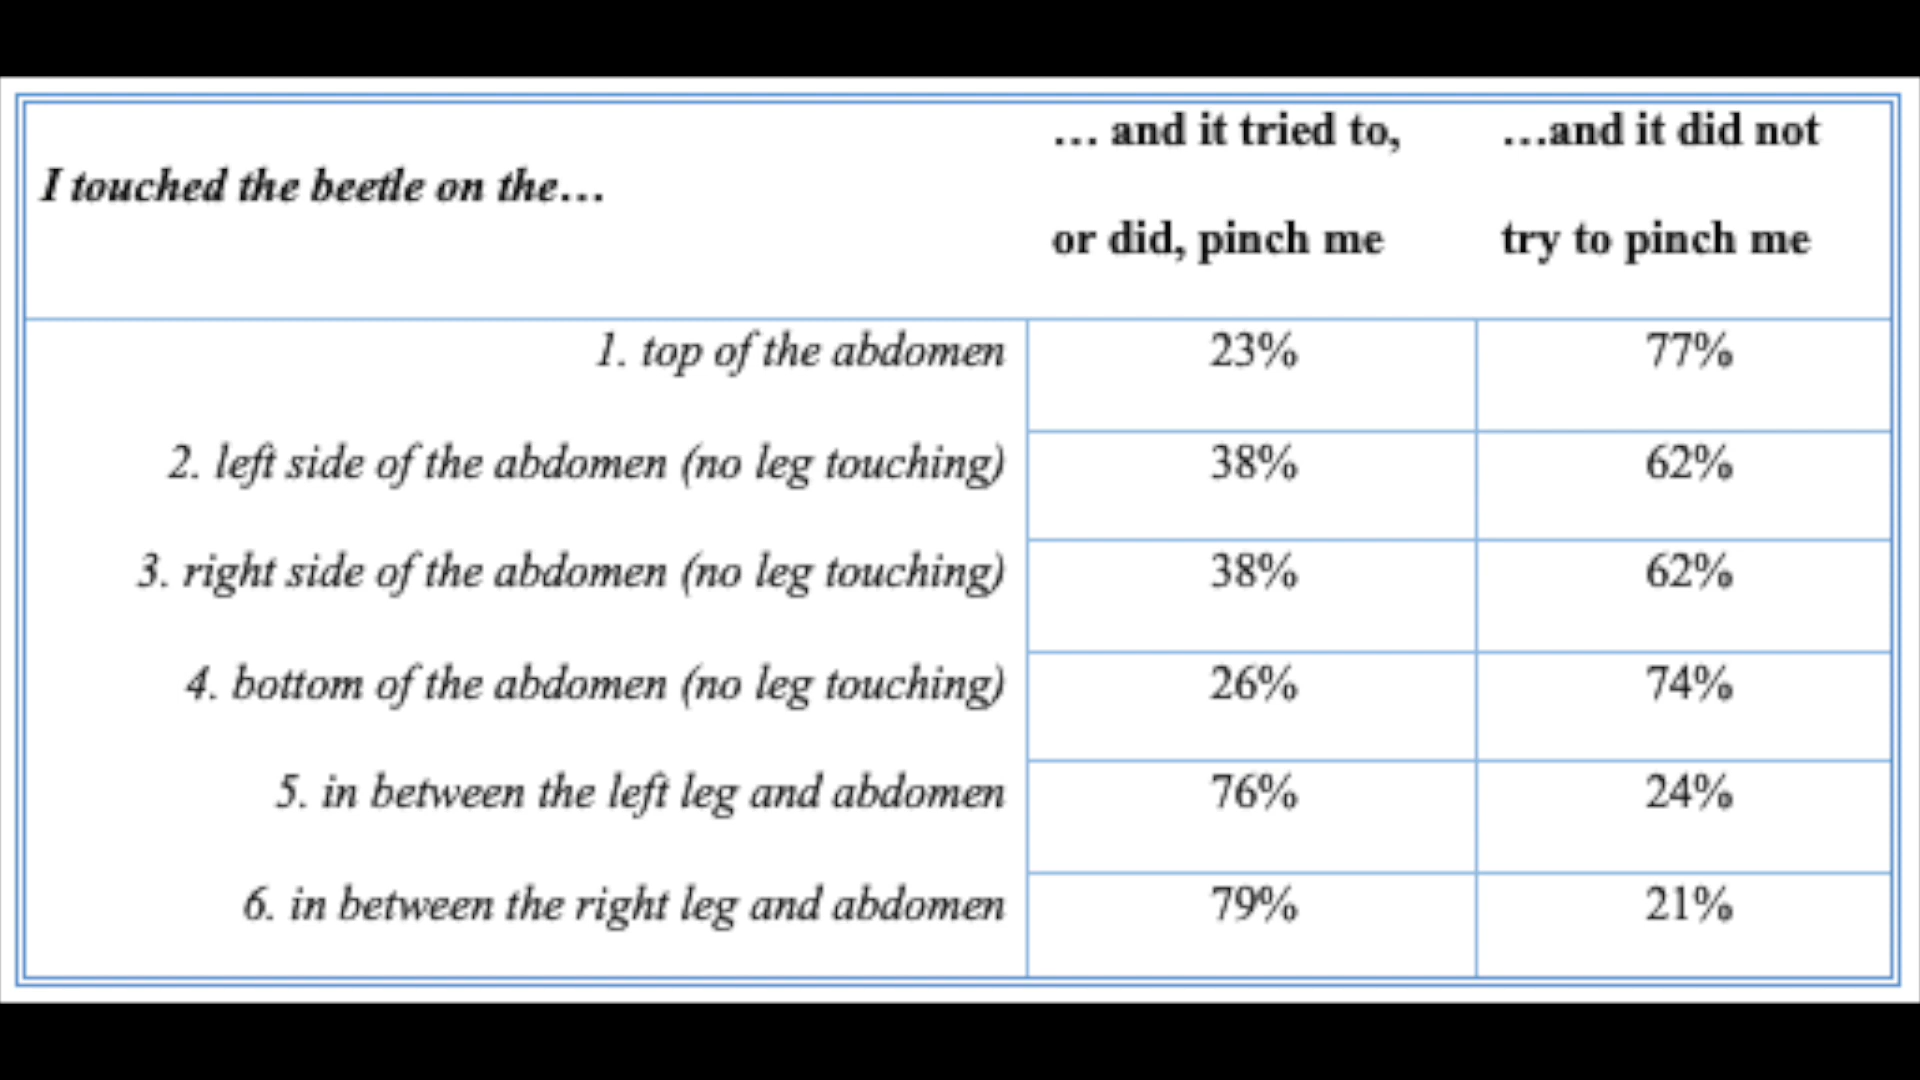 I touched the beetle on the…
… and it tried to,
or did, pinch me
…and it did not
try to pinch me
1. top of the abdomen 23% 77%
2. left side of the abdomen (no leg touching) 38% 62%
3. right side of the abdomen (no leg touching) 38% 62%
4. bottom of the abdomen (no leg touching) 26% 74%
5. in between the left leg and abdomen 76% 24%
6. in between the right leg and abdomen 79% 21%